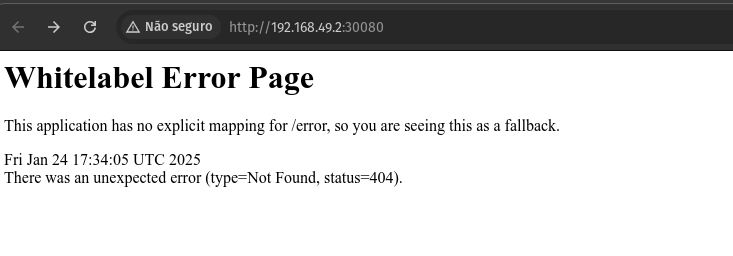 Não seguro http://192.168.49.2:30080
Whitelabel Error Page
This application has no explicit mapping for /error, so you are seeing this as a fallback.
Fri Jan 24 17:34:05 UTC 2025
There was an unexpected error (type=Not Found, status=404).